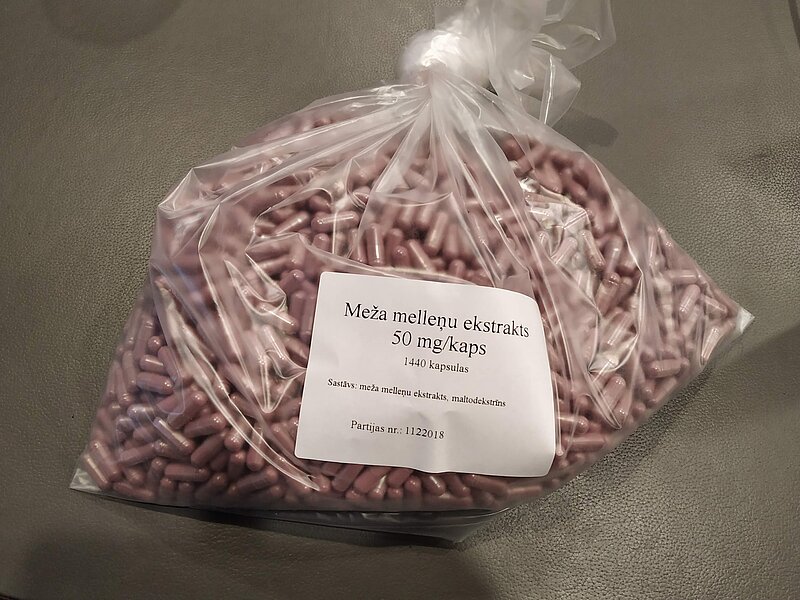 Meža melleņu ekstrakts
50 mg/kaps
1440 kapsulas
Sastāvs: meža melleņu ekstrakts, maltodekstrīns
Partijas nr.: 1122018